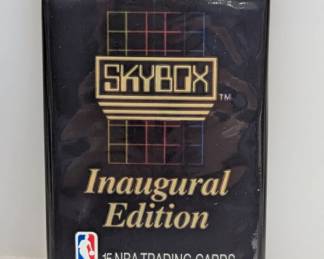 SKYBOX
TM
Inaugural
Edition
15 NBA TRADING CARDS